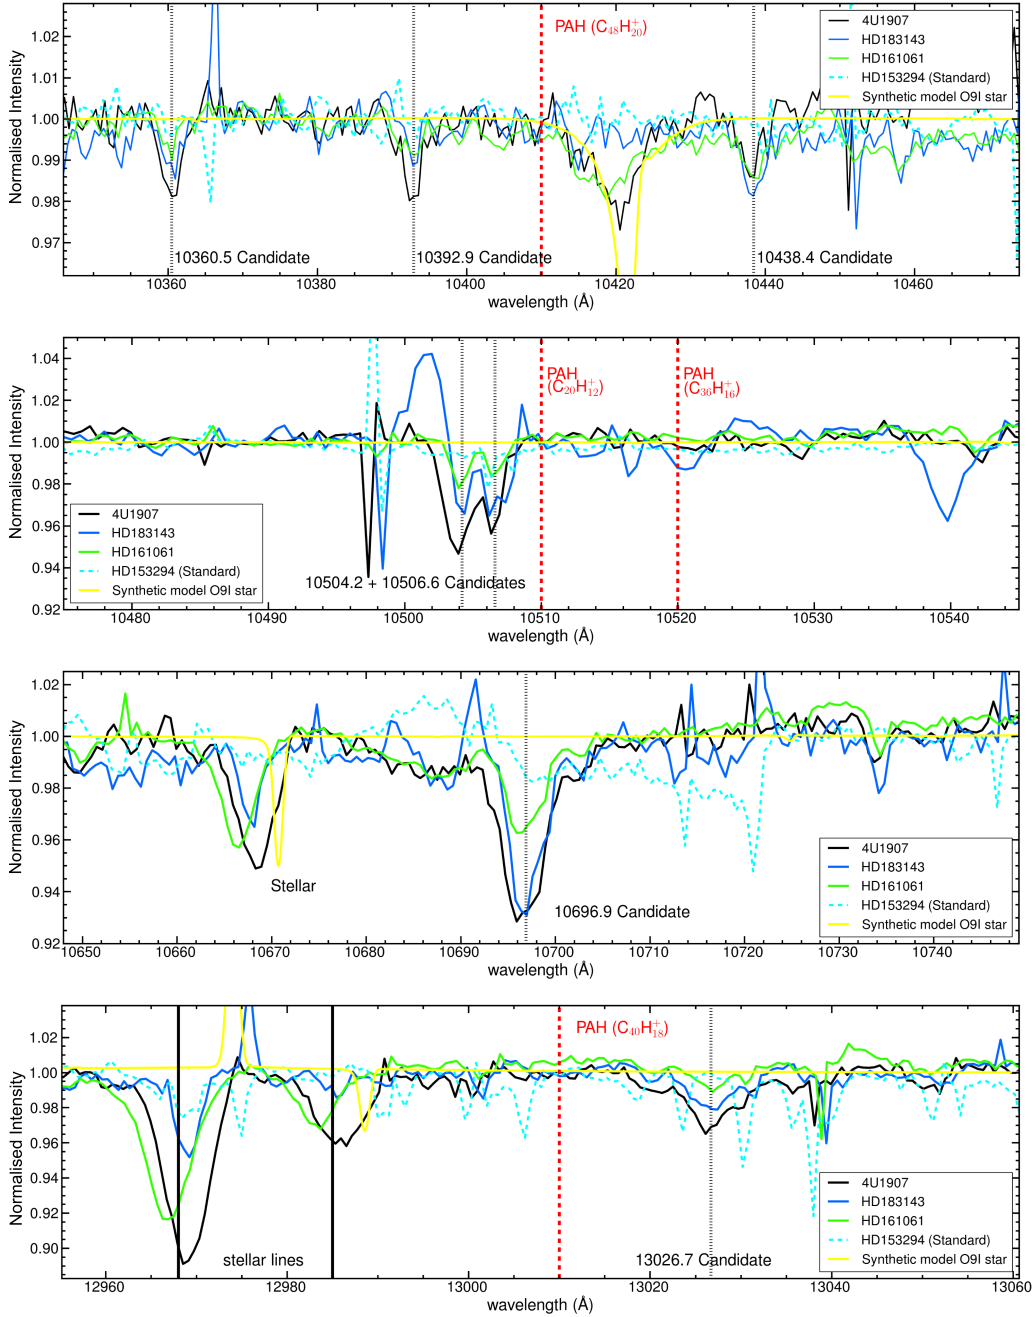 1.02
1.01
1.00
0.99
0.98
0.97
Normalised Intensity
PAH (C48H20+)
4U1907
HD183143
HD161061
HD153294 (Standard)
Synthetic model O9I star
10360.5 Candidate
10392.9 Candidate
10438.4 Candidate
10360 10380 10400 10420 10440 10460
wavelength (Å)
1.04
1.02
1.00
0.98
0.96
0.94
0.92
Normalised Intensity
PAH
(C20H12+)
PAH
(C36H16+)
4U1907
HD183143
HD161061
HD153294 (Standard)
Synthetic model O9I star
10504.2 + 10506.6 Candidates
10480 10490 10500 10510 10520 10530 10540
wavelength (Å)
1.02
1.00
0.98
0.96
0.94
0.92
Normalised Intensity
Stellar
10696.9 Candidate
4U1907
HD183143
HD161061
HD153294 (Standard)
Synthetic model O9I star
10650 10660 10670 10680 10690 10700 10710 10720 10730 10740
wavelength (Å)
1.02
1.00
0.98
0.96
0.94
0.92
0.90
Normalised Intensity
PAH (C40H18+)
4U1907
HD183143
HD161061
HD153294 (Standard)
Synthetic model O9I star
stellar lines
13026.7 Candidate
12960 12980 13000 13020 13040 13060
wavelength (Å)